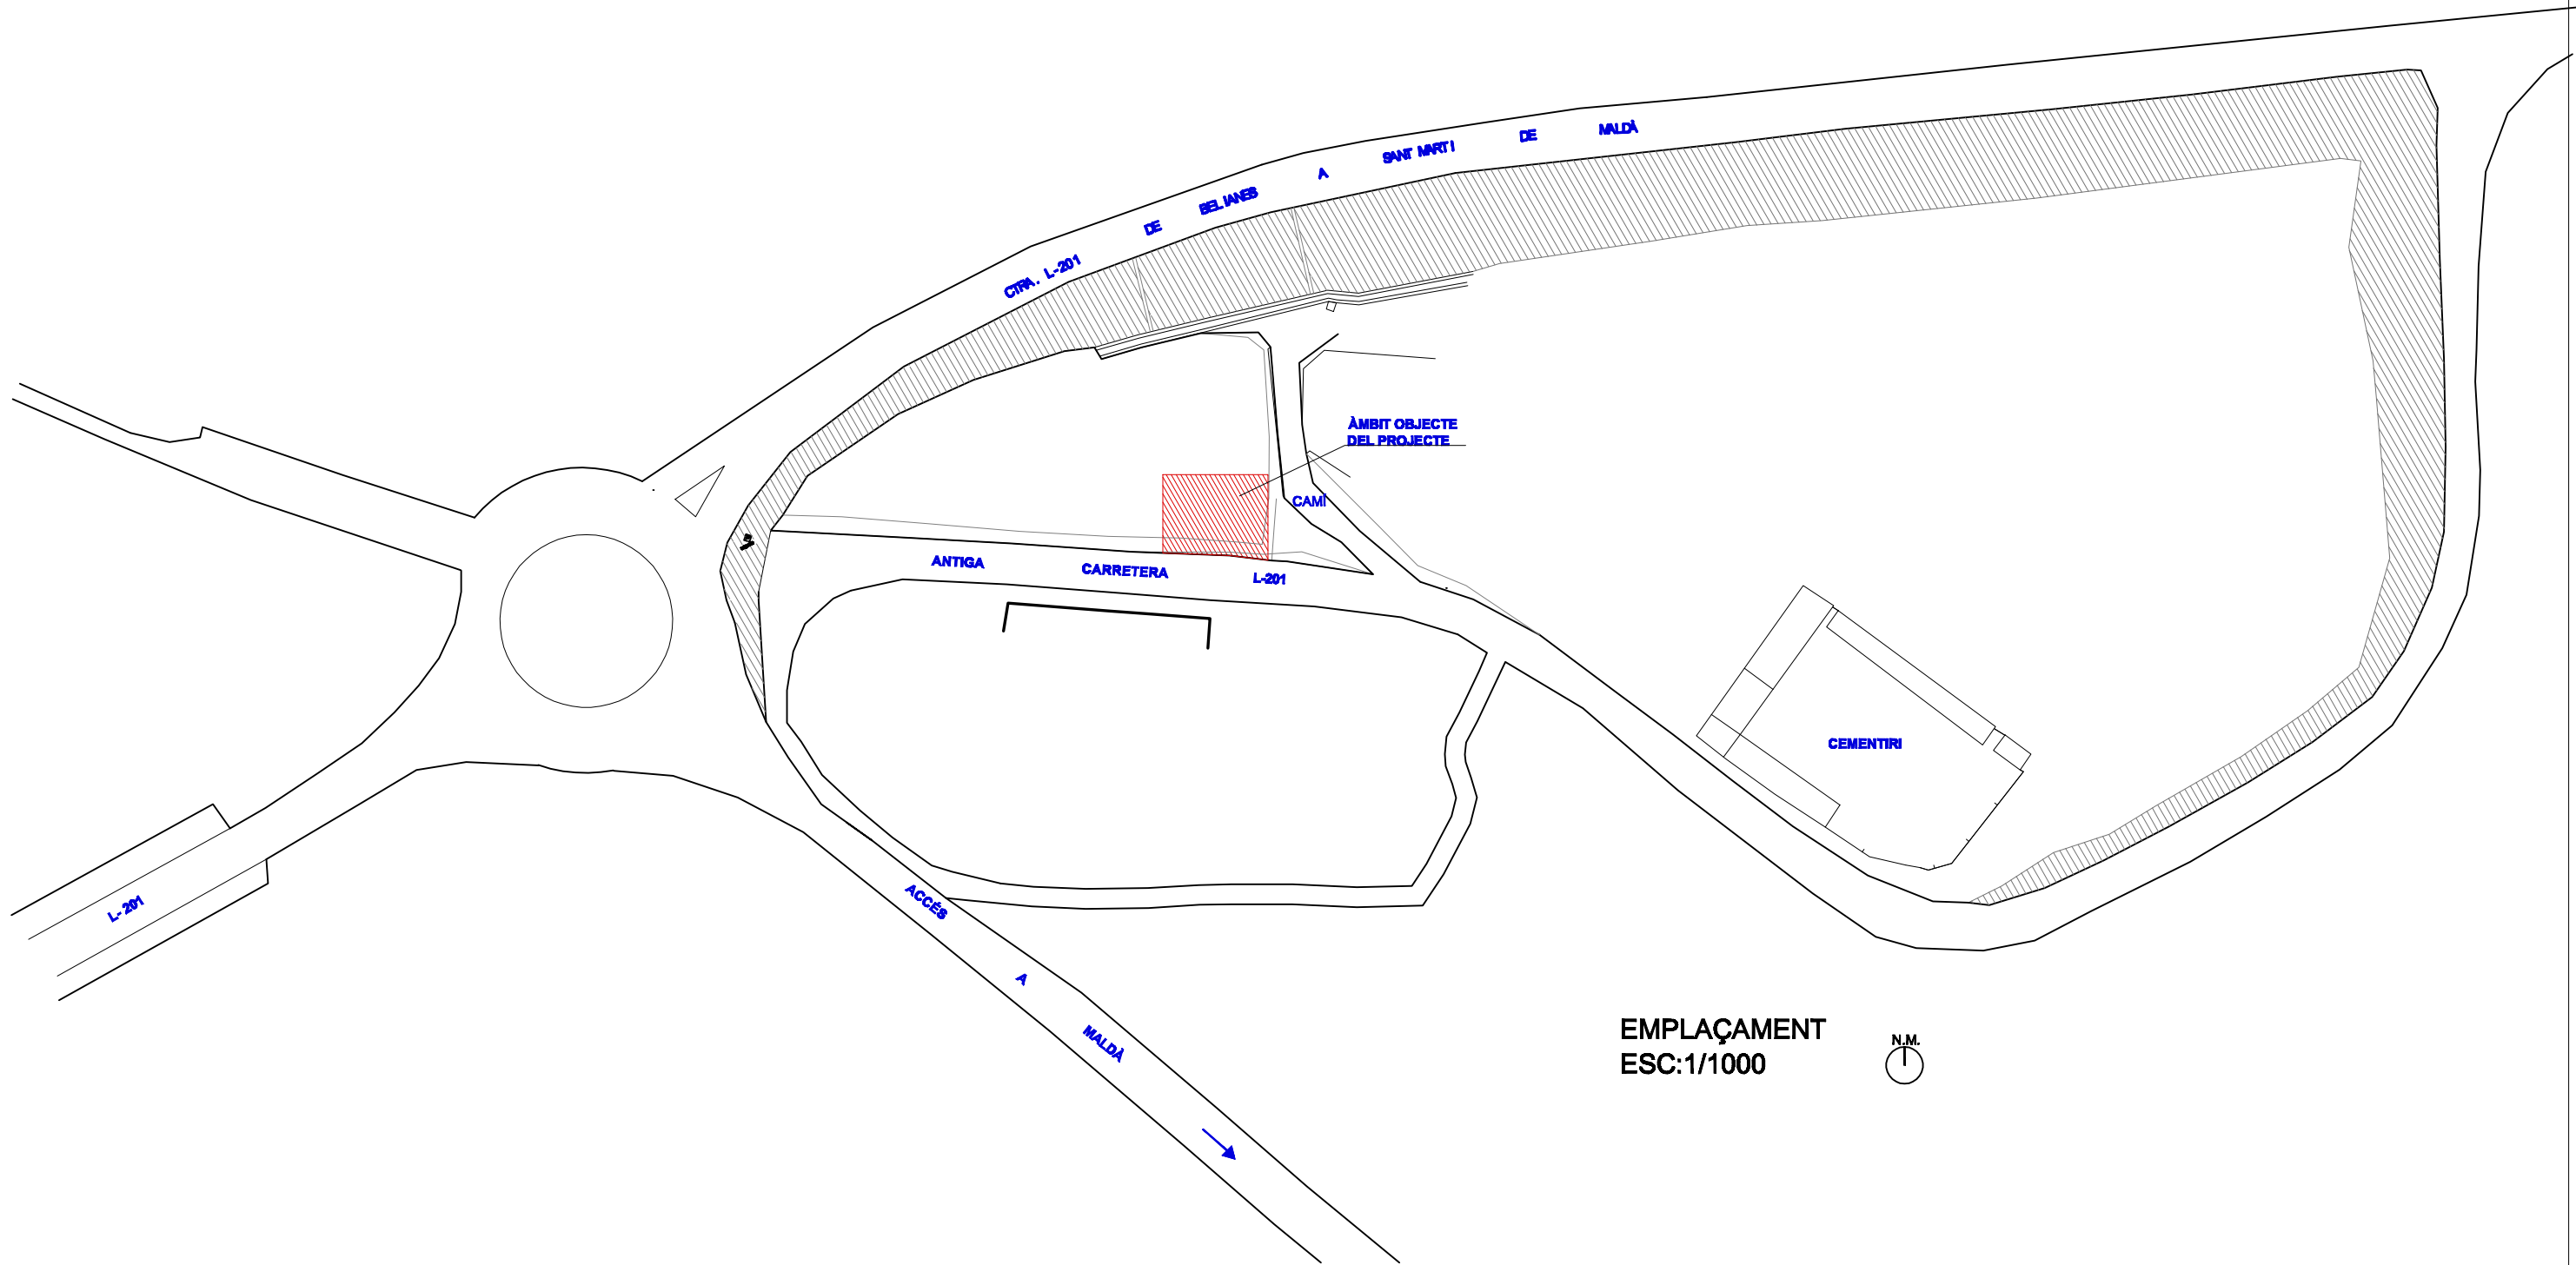 CTRA. L-201 DE BELIANES A SANT MARTI DE MALDÀ
ÀMBIT OBJECTE
DEL PROJECTE
CAMÍ
ANTIGA CARRETERA L-201
CEMENTIRI
L-201
ACCÉS A MALDÀ
EMPLAÇAMENT
ESC:1/1000
N.M.